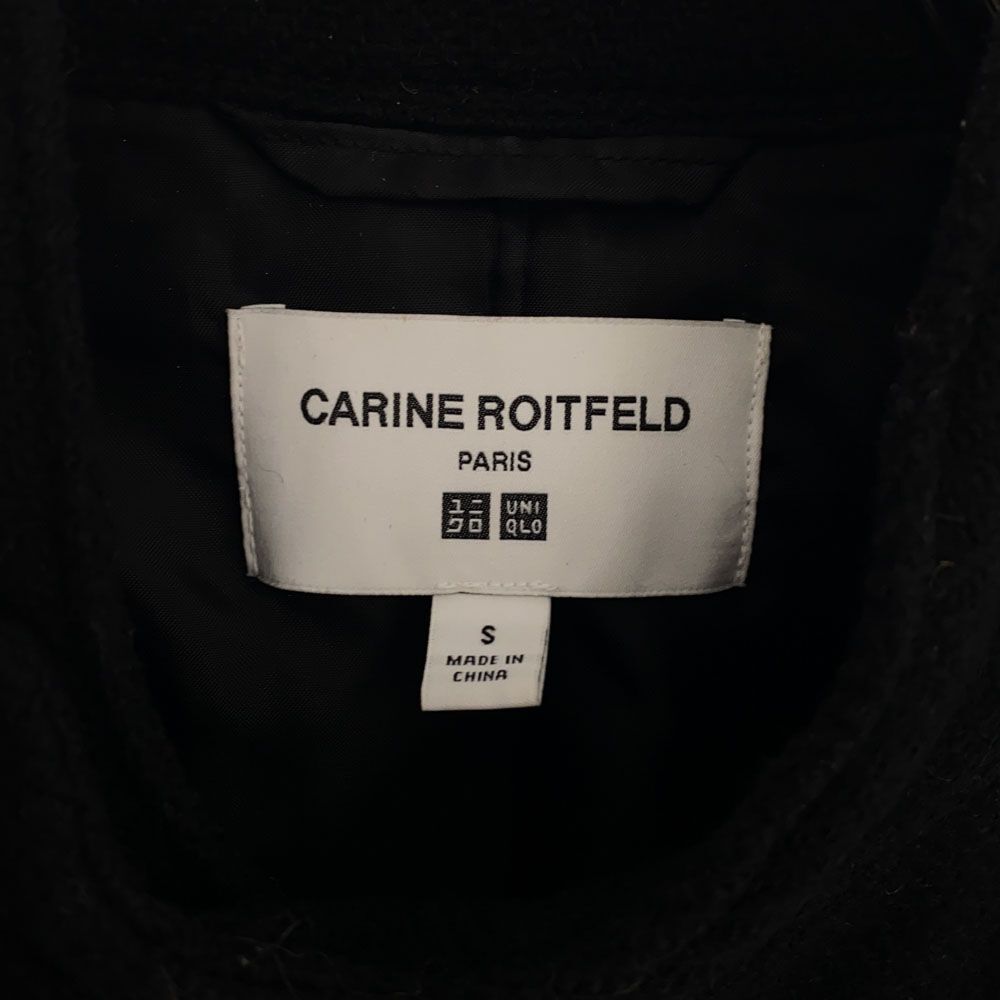 CARINE ROITFELD
PARIS
ユニ UNI
クロ QLO
S
MADE IN
CHINA